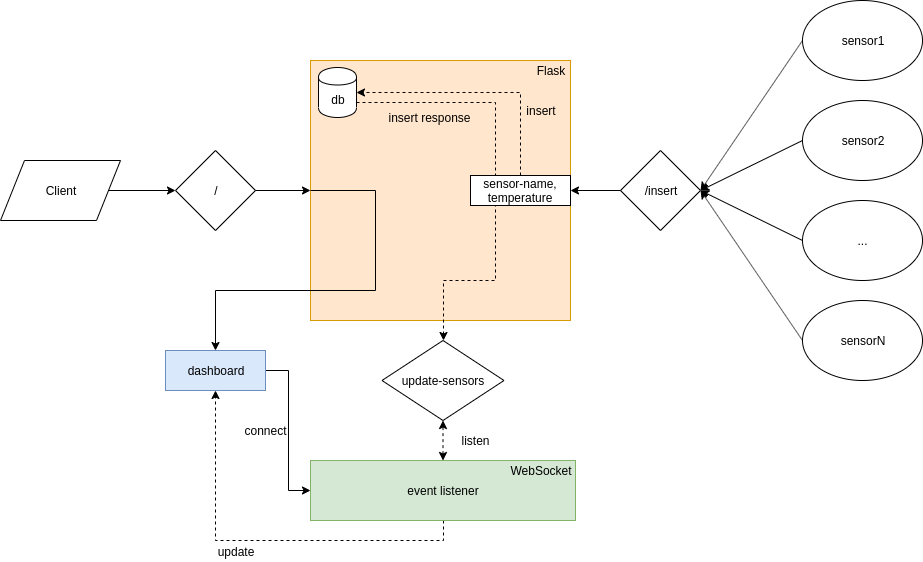 sensor1
Flask
db
insert
insert response
sensor2
Client
/
sensor-name,
temperature
/insert
...
sensorN
dashboard
update-sensors
connect
listen
WebSocket
event listener
update